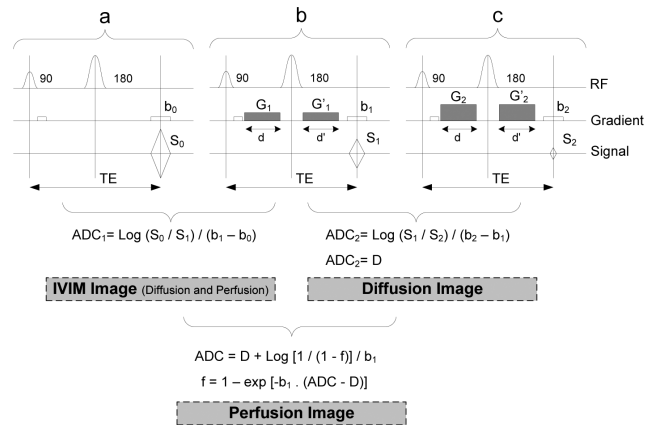 a b c
90 180 90 180 90 180 RF
b0 G1 G'1 b1 G2 G'2 b2 Gradient
d d' d d'
S0 S1 S2 Signal
TE TE TE
ADC1= Log (S0 / S1) / (b1 – b0)
ADC2= Log (S1 / S2) / (b2 – b1)
ADC2= D
IVIM Image (Diffusion and Perfusion)
Diffusion Image
ADC = D + Log [1 / (1 - f)] / b1
f = 1 – exp [-b1 . (ADC - D)]
Perfusion Image